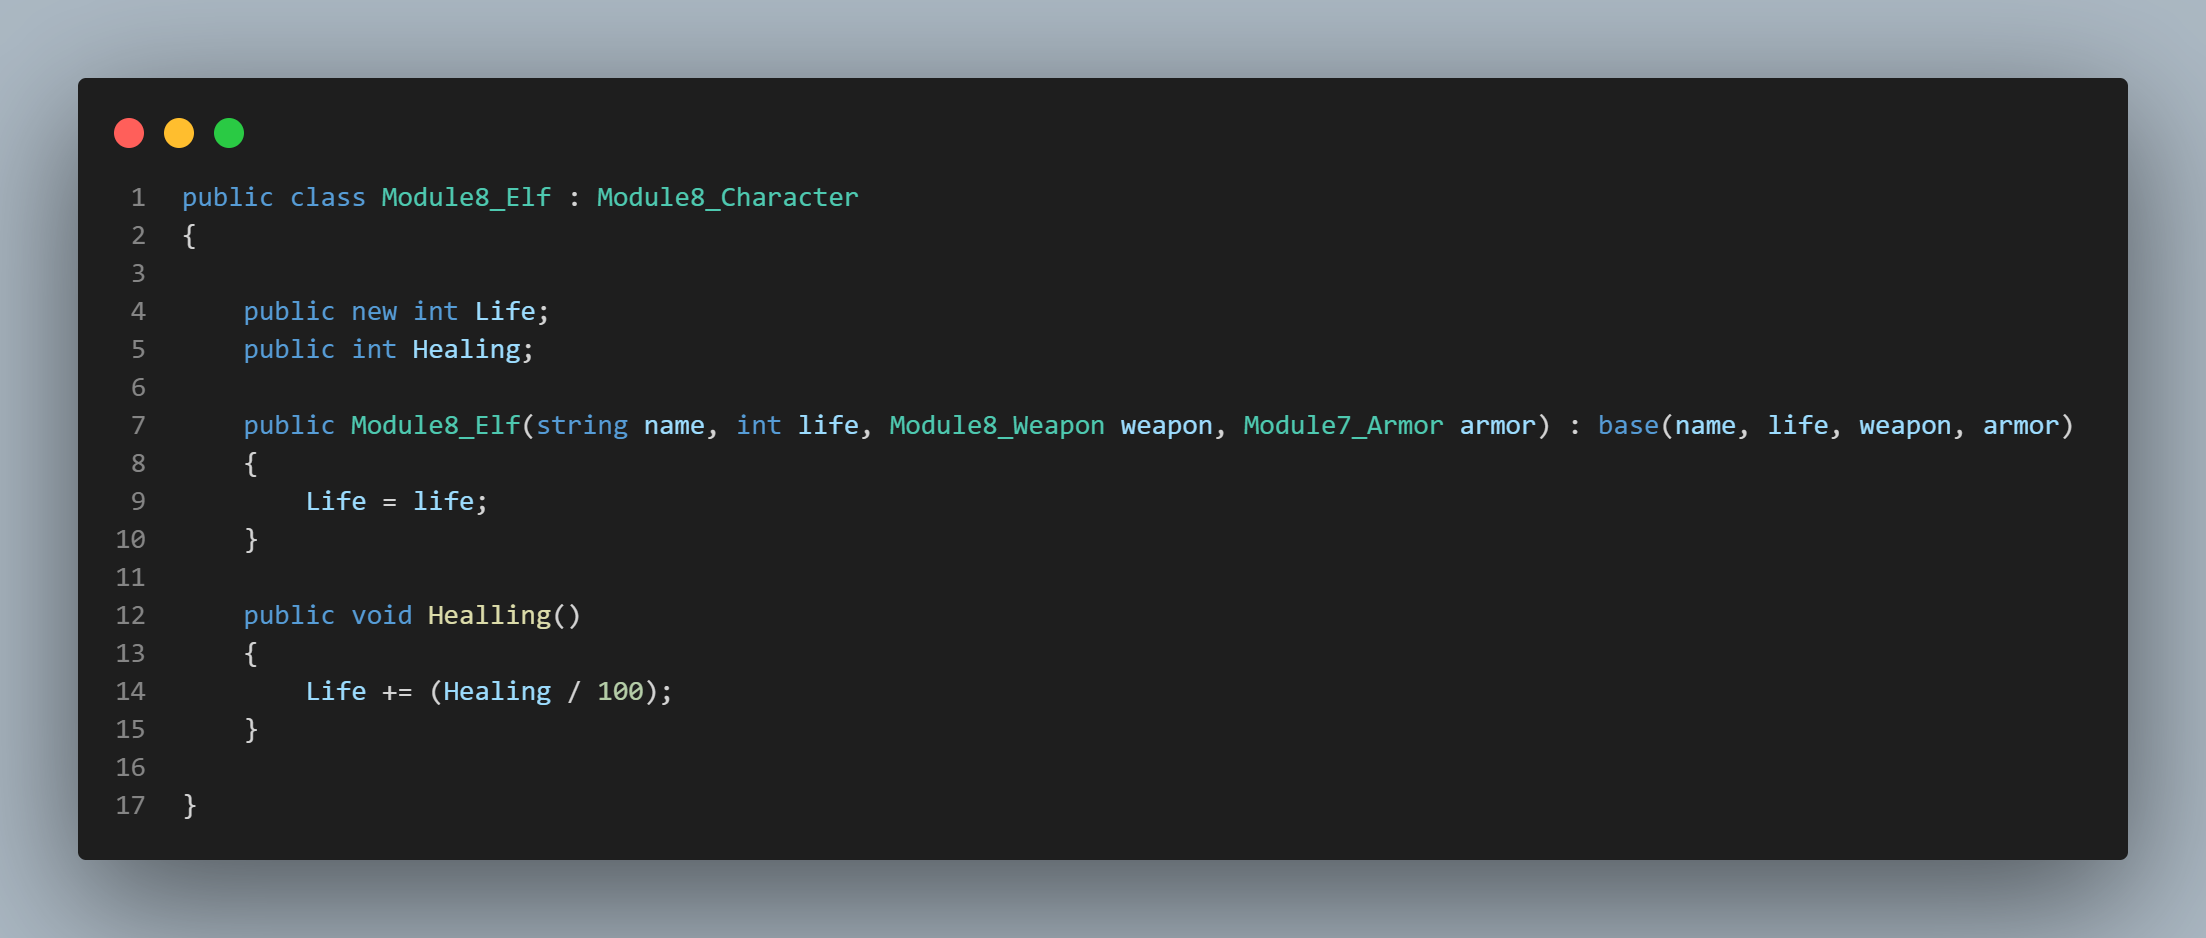 1 public class Module8_Elf : Module8_Character
2 {
3
4     public new int Life;
5     public int Healing;
6
7     public Module8_Elf(string name, int life, Module8_Weapon weapon, Module7_Armor armor) : base(name, life, weapon, armor)
8     {
9         Life = life;
10     }
11
12     public void Healling()
13     {
14         Life += (Healing / 100);
15     }
16
17 }